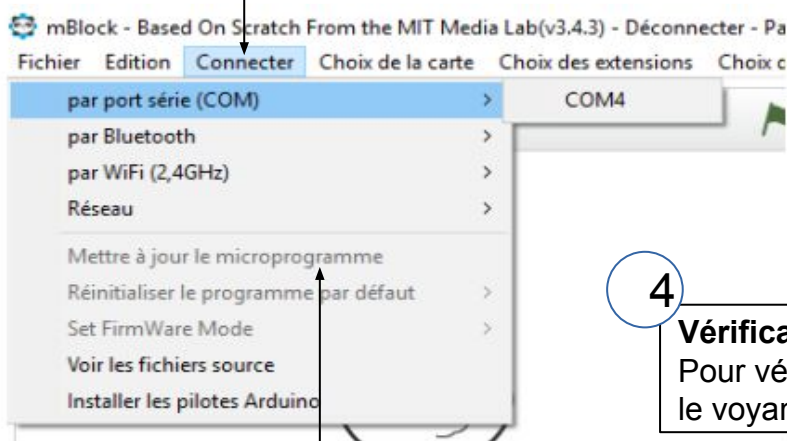 mBlock - Based On Scratch From the MIT Media Lab(v3.4.3) - Déconnecter - Pa
Fichier Edition Connecter Choix de la carte Choix des extensions Choix c
par port série (COM) > COM4
par Bluetooth >
par WiFi (2,4GHz) >
Réseau >
Mettre à jour le microprogramme
Réinitialiser le programme par défaut >
Set FirmWare Mode >
Voir les fichiers source
Installer les pilotes Arduino
4
Vérifica
Pour vé
le voyan